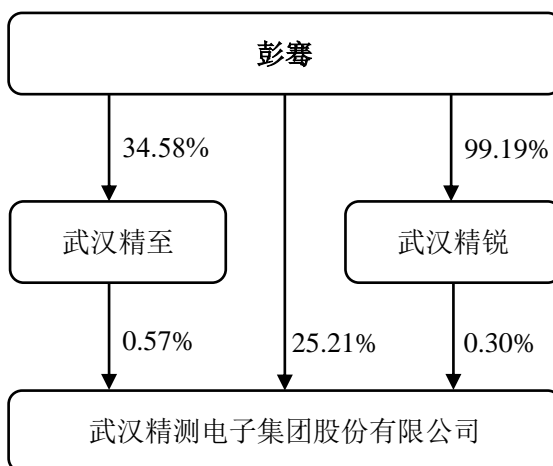 彭骞
34.58% 99.19%
武汉精至 武汉精锐
0.57% 25.21% 0.30%
武汉精测电子集团股份有限公司